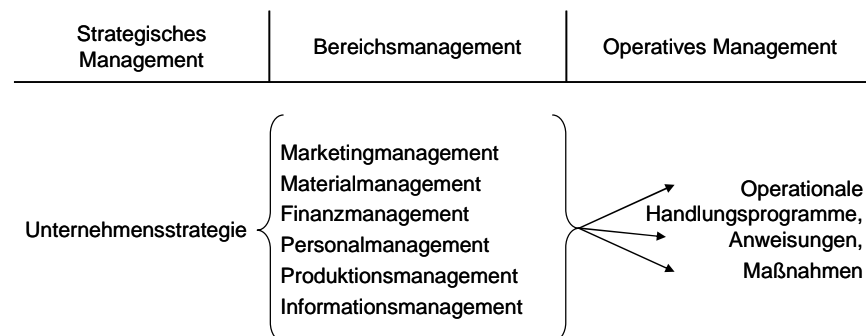 Strategisches
Management
Bereichsmanagement
Operatives Management
Unternehmensstrategie
Marketingmanagement
Materialmanagement
Finanzmanagement
Personalmanagement
Produktionsmanagement
Informationsmanagement
Operationale
Handlungsprogramme,
Anweisungen,
Maßnahmen